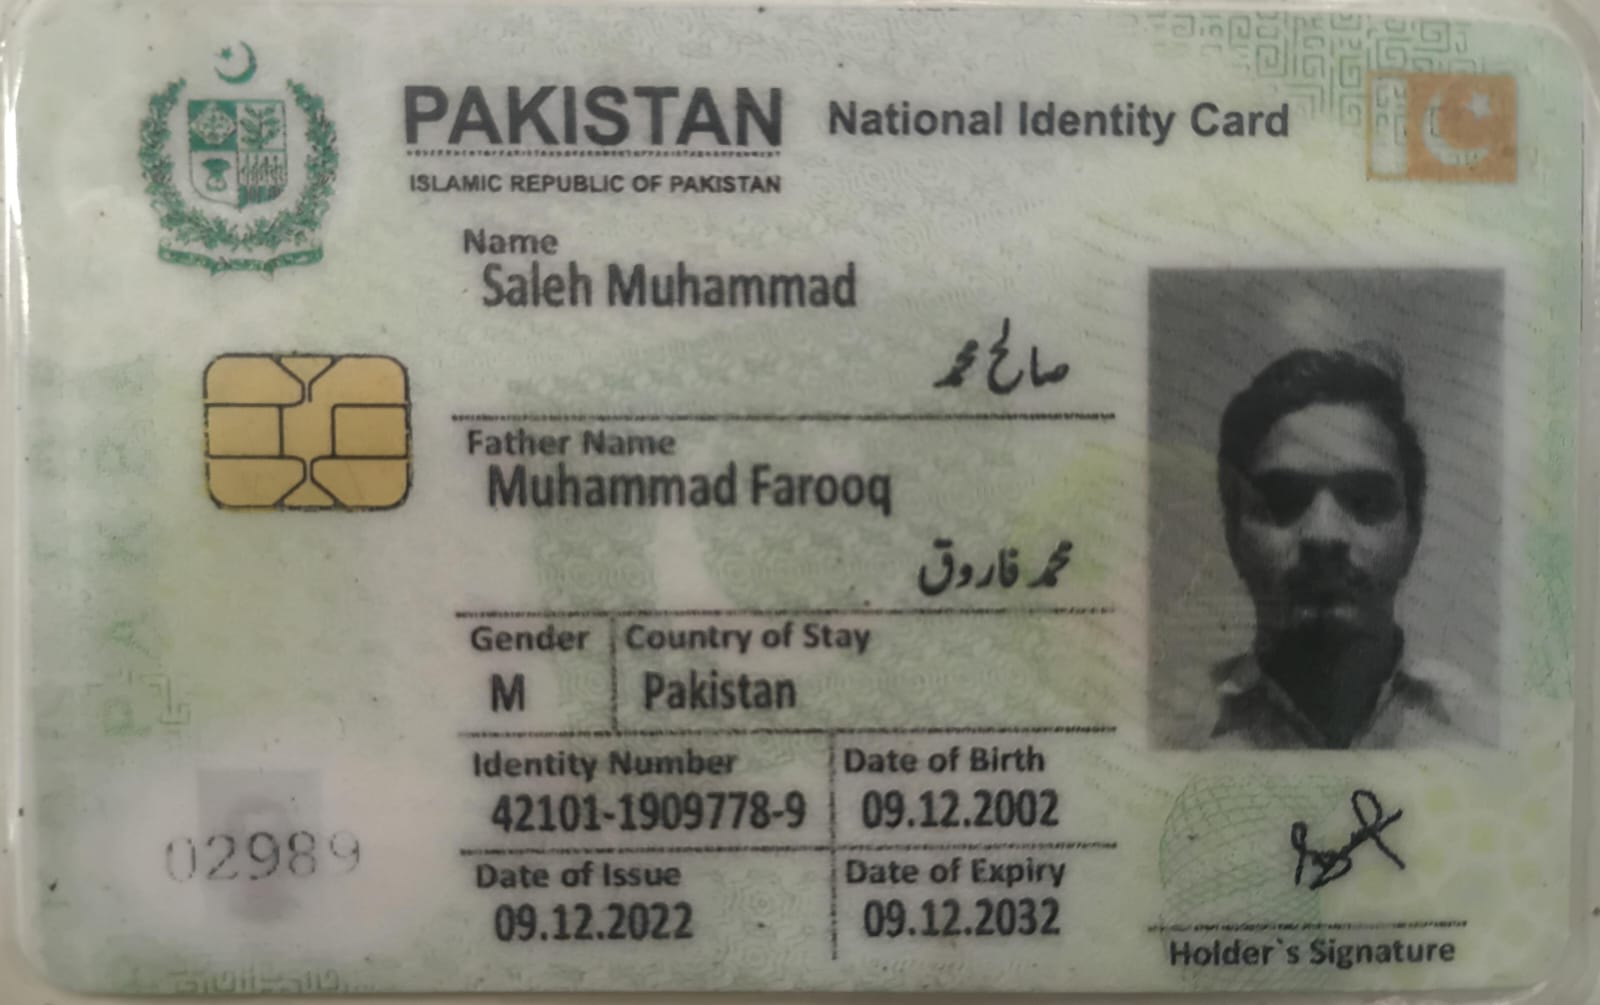 PAKISTAN National Identity Card
ISLAMIC REPUBLIC OF PAKISTAN
Name
Saleh Muhammad
صالح محمد
Father Name
Muhammad Farooq
محمد فاروق
Gender Country of Stay
M Pakistan
Identity Number Date of Birth
42101-1909778-9 09.12.2002
Date of Issue Date of Expiry
09.12.2022 09.12.2032
02989
Holder`s Signature